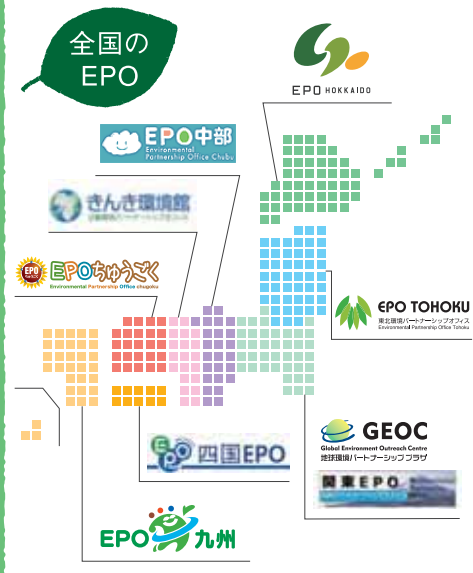 全国の
EPO
EPO HOKKAIDO
EPO中部
Environmental
Partnership Office Chubu
きんき環境館
EPOちゅうごく
EPO
Environmental Partnership Office chugoku
EPO TOHOKU
東北環境パートナーシップオフィス
Environmental Partnership Office Tohoku
EPO
四国EPO
GEOC
Global Environment Outreach Centre
地球環境パートナーシッププラザ
関東EPO
EPO 九州